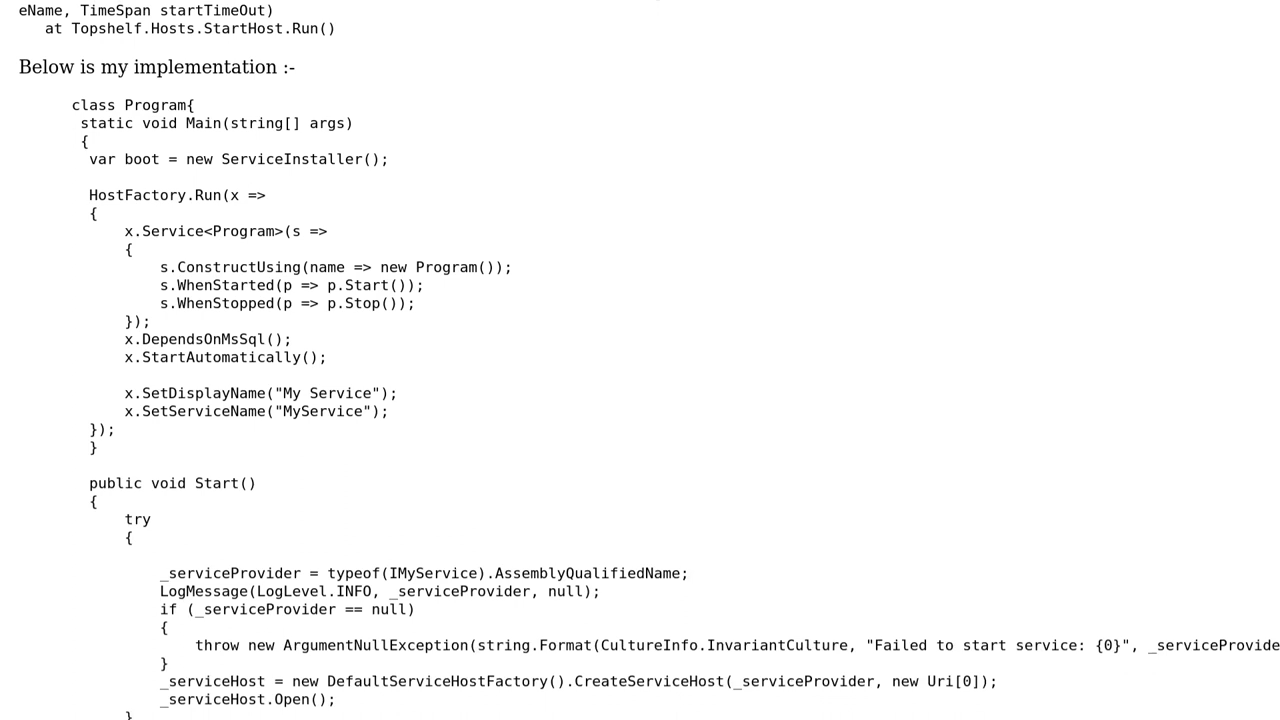 eName, TimeSpan startTimeOut)
   at Topshelf.Hosts.StartHost.Run()
Below is my implementation :-
      class Program{
       static void Main(string[] args)
       {
        var boot = new ServiceInstaller();

        HostFactory.Run(x =>
        {
            x.Service<Program>(s =>
            {
                s.ConstructUsing(name => new Program());
                s.WhenStarted(p => p.Start());
                s.WhenStopped(p => p.Stop());
            });
            x.DependsOnMsSql();
            x.StartAutomatically();

            x.SetDisplayName("My Service");
            x.SetServiceName("MyService");
        });
        }

        public void Start()
        {
            try
            {

                _serviceProvider = typeof(IMyService).AssemblyQualifiedName;
                LogMessage(LogLevel.INFO, _serviceProvider, null);
                if (_serviceProvider == null)
                {
                    throw new ArgumentNullException(string.Format(CultureInfo.InvariantCulture, "Failed to start service: {0}", _serviceProvide
                }
                _serviceHost = new DefaultServiceHostFactory().CreateServiceHost(_serviceProvider, new Uri[0]);
                _serviceHost.Open();
            }